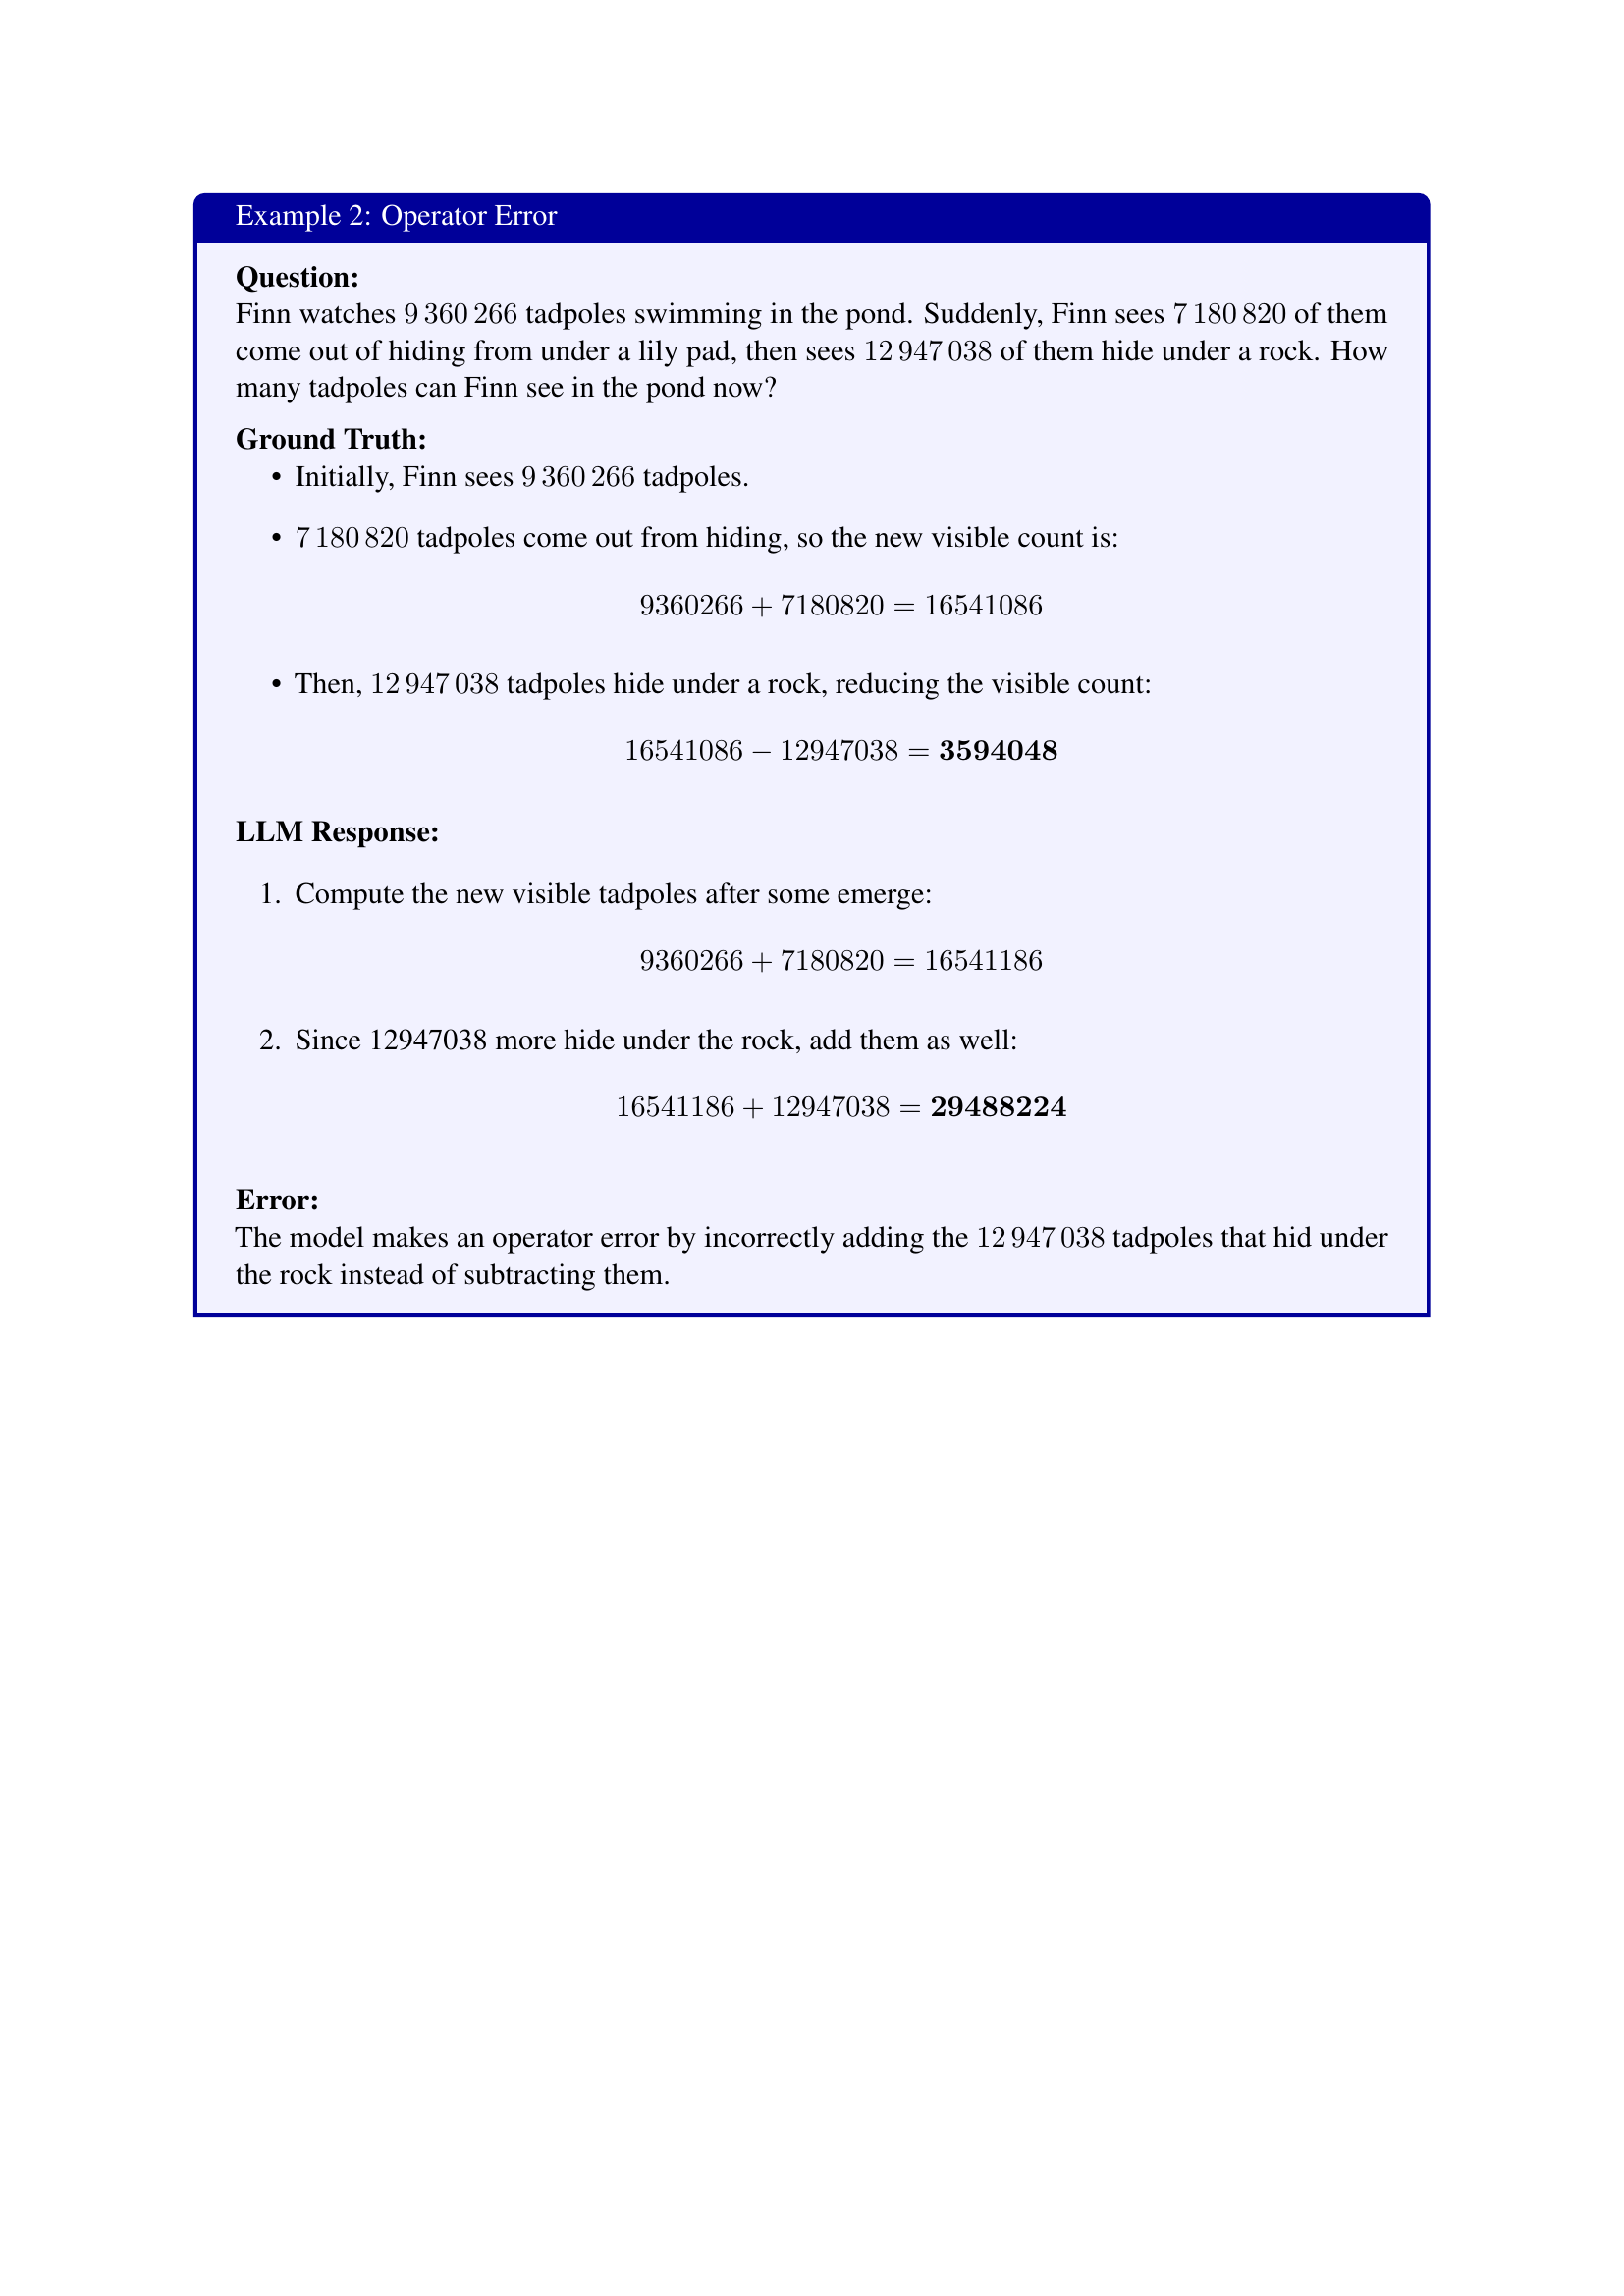 Example 2: Operator Error
Question:
Finn watches 9 360 266 tadpoles swimming in the pond. Suddenly, Finn sees 7 180 820 of them
come out of hiding from under a lily pad, then sees 12 947 038 of them hide under a rock. How
many tadpoles can Finn see in the pond now?
Ground Truth:
• Initially, Finn sees 9 360 266 tadpoles.
• 7 180 820 tadpoles come out from hiding, so the new visible count is:
9360266 + 7180820 = 16541086
• Then, 12 947 038 tadpoles hide under a rock, reducing the visible count:
16541086 − 12947038 = 3594048
LLM Response:
1. Compute the new visible tadpoles after some emerge:
9360266 + 7180820 = 16541186
2. Since 12947038 more hide under the rock, add them as well:
16541186 + 12947038 = 29488224
Error:
The model makes an operator error by incorrectly adding the 12 947 038 tadpoles that hid under
the rock instead of subtracting them.